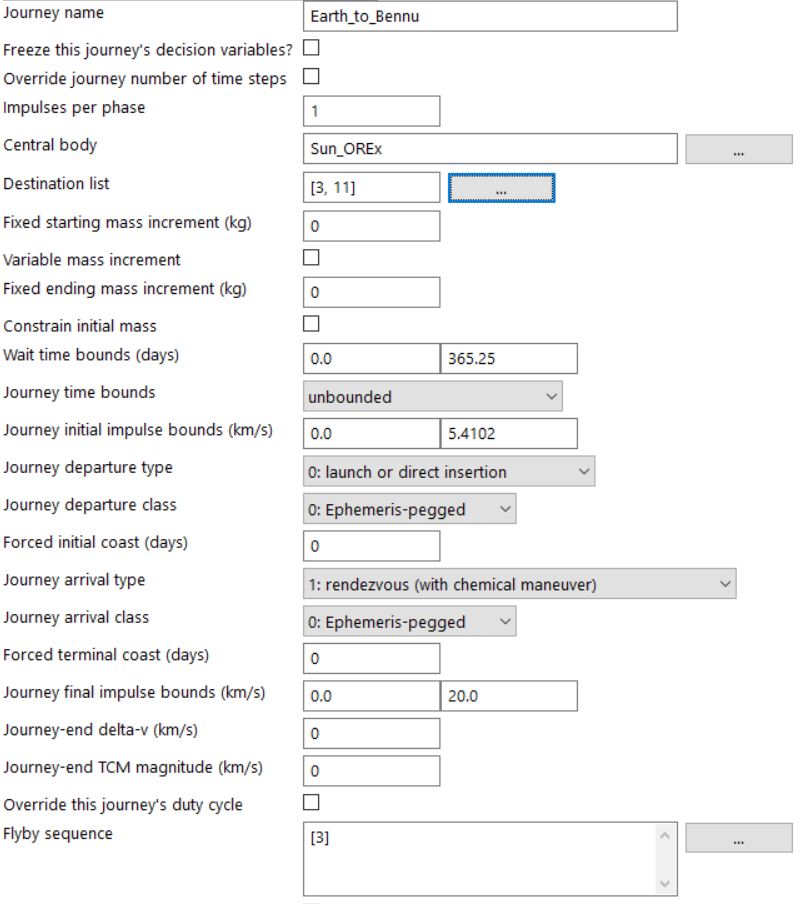 Journey name Earth_to_Bennu
Freeze this journey's decision variables?
Override journey number of time steps
Impulses per phase 1
Central body Sun_OREx ...
Destination list [3, 11] ...
Fixed starting mass increment (kg) 0
Variable mass increment
Fixed ending mass increment (kg) 0
Constrain initial mass
Wait time bounds (days) 0.0 365.25
Journey time bounds unbounded
Journey initial impulse bounds (km/s) 0.0 5.4102
Journey departure type 0: launch or direct insertion
Journey departure class 0: Ephemeris-pegged
Forced initial coast (days) 0
Journey arrival type 1: rendezvous (with chemical maneuver)
Journey arrival class 0: Ephemeris-pegged
Forced terminal coast (days) 0
Journey final impulse bounds (km/s) 0.0 20.0
Journey-end delta-v (km/s) 0
Journey-end TCM magnitude (km/s) 0
Override this journey's duty cycle
Flyby sequence [3] ...